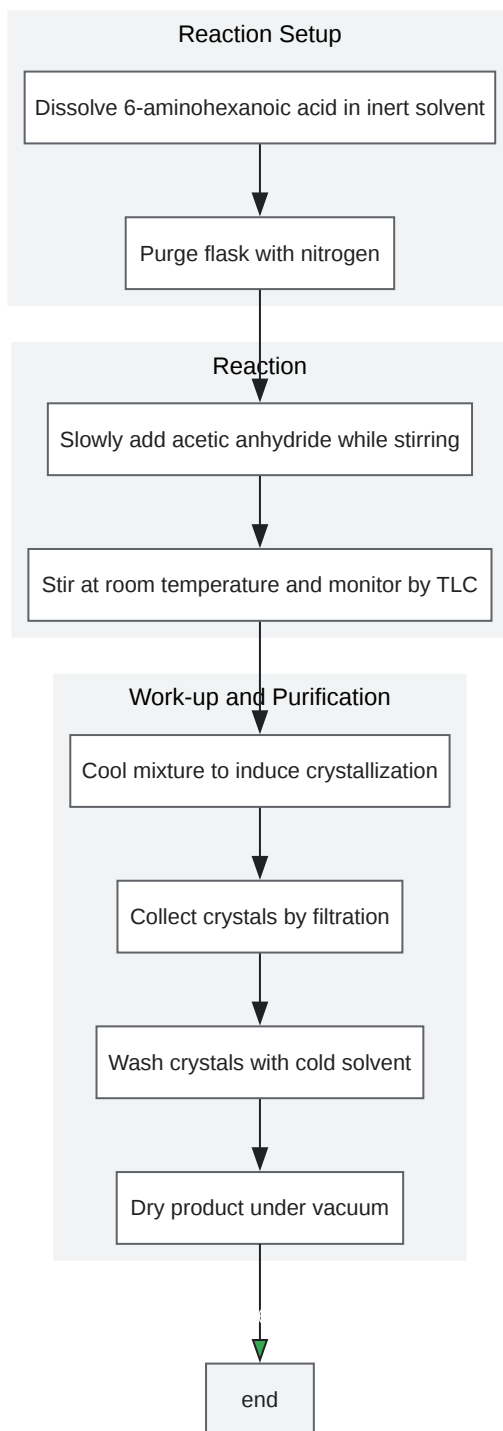 Reaction Setup
Dissolve 6-aminohexanoic acid in inert solvent
Purge flask with nitrogen
Reaction
Slowly add acetic anhydride while stirring
Stir at room temperature and monitor by TLC
Work-up and Purification
Cool mixture to induce crystallization
Collect crystals by filtration
Wash crystals with cold solvent
Dry product under vacuum
end